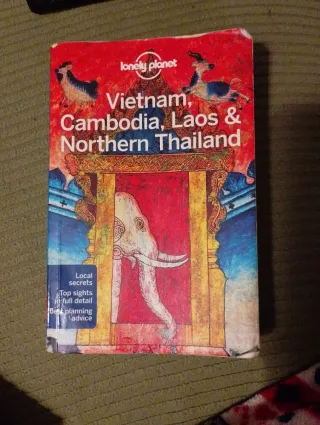 lonely planet
Vietnam,
Cambodia, Laos &
Northern Thailand
Local
secrets
Top sights
in full detail
planning
advice